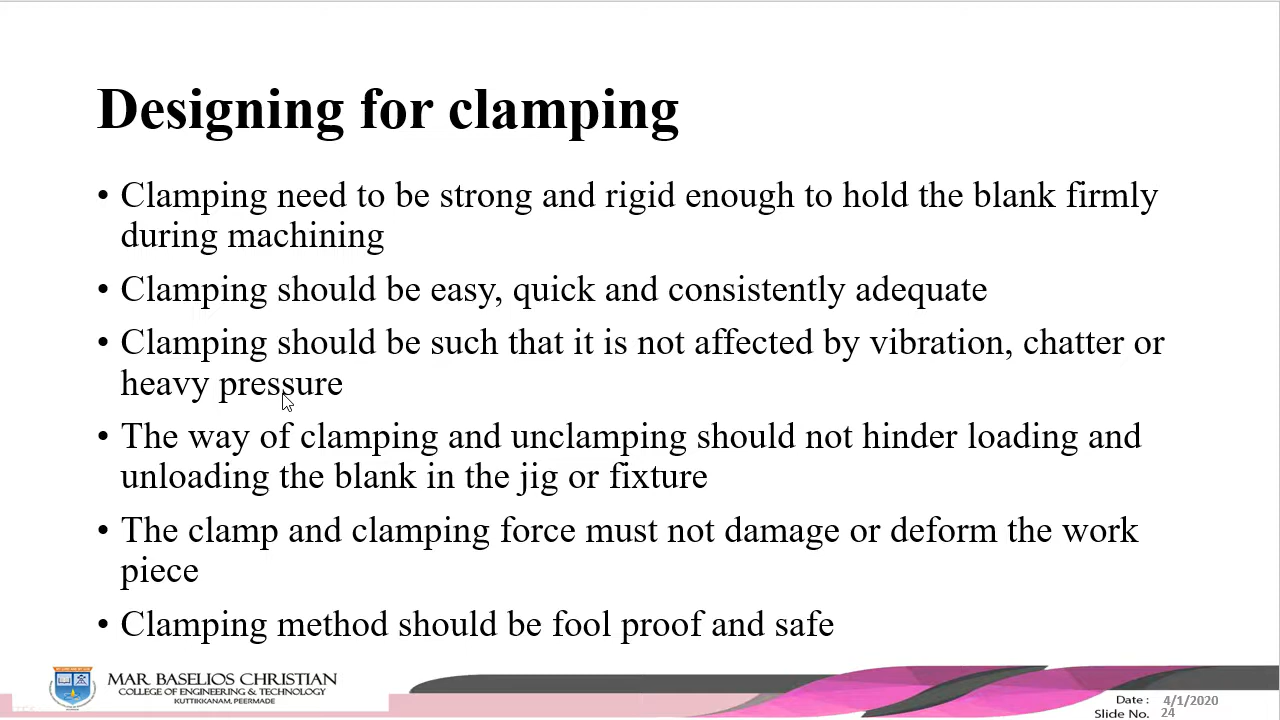 Designing for clamping
• Clamping need to be strong and rigid enough to hold the blank firmly
during machining
• Clamping should be easy, quick and consistently adequate
• Clamping should be such that it is not affected by vibration, chatter or
heavy pressure
• The way of clamping and unclamping should not hinder loading and
unloading the blank in the jig or fixture
• The clamp and clamping force must not damage or deform the work
piece
• Clamping method should be fool proof and safe
MAR BASELIOS CHRISTIAN
COLLEGE OF ENGINEERING & TECHNOLOGY
KUTTIKKANAM, PEERMADE
Date : 4/1/2020
Slide No. 24